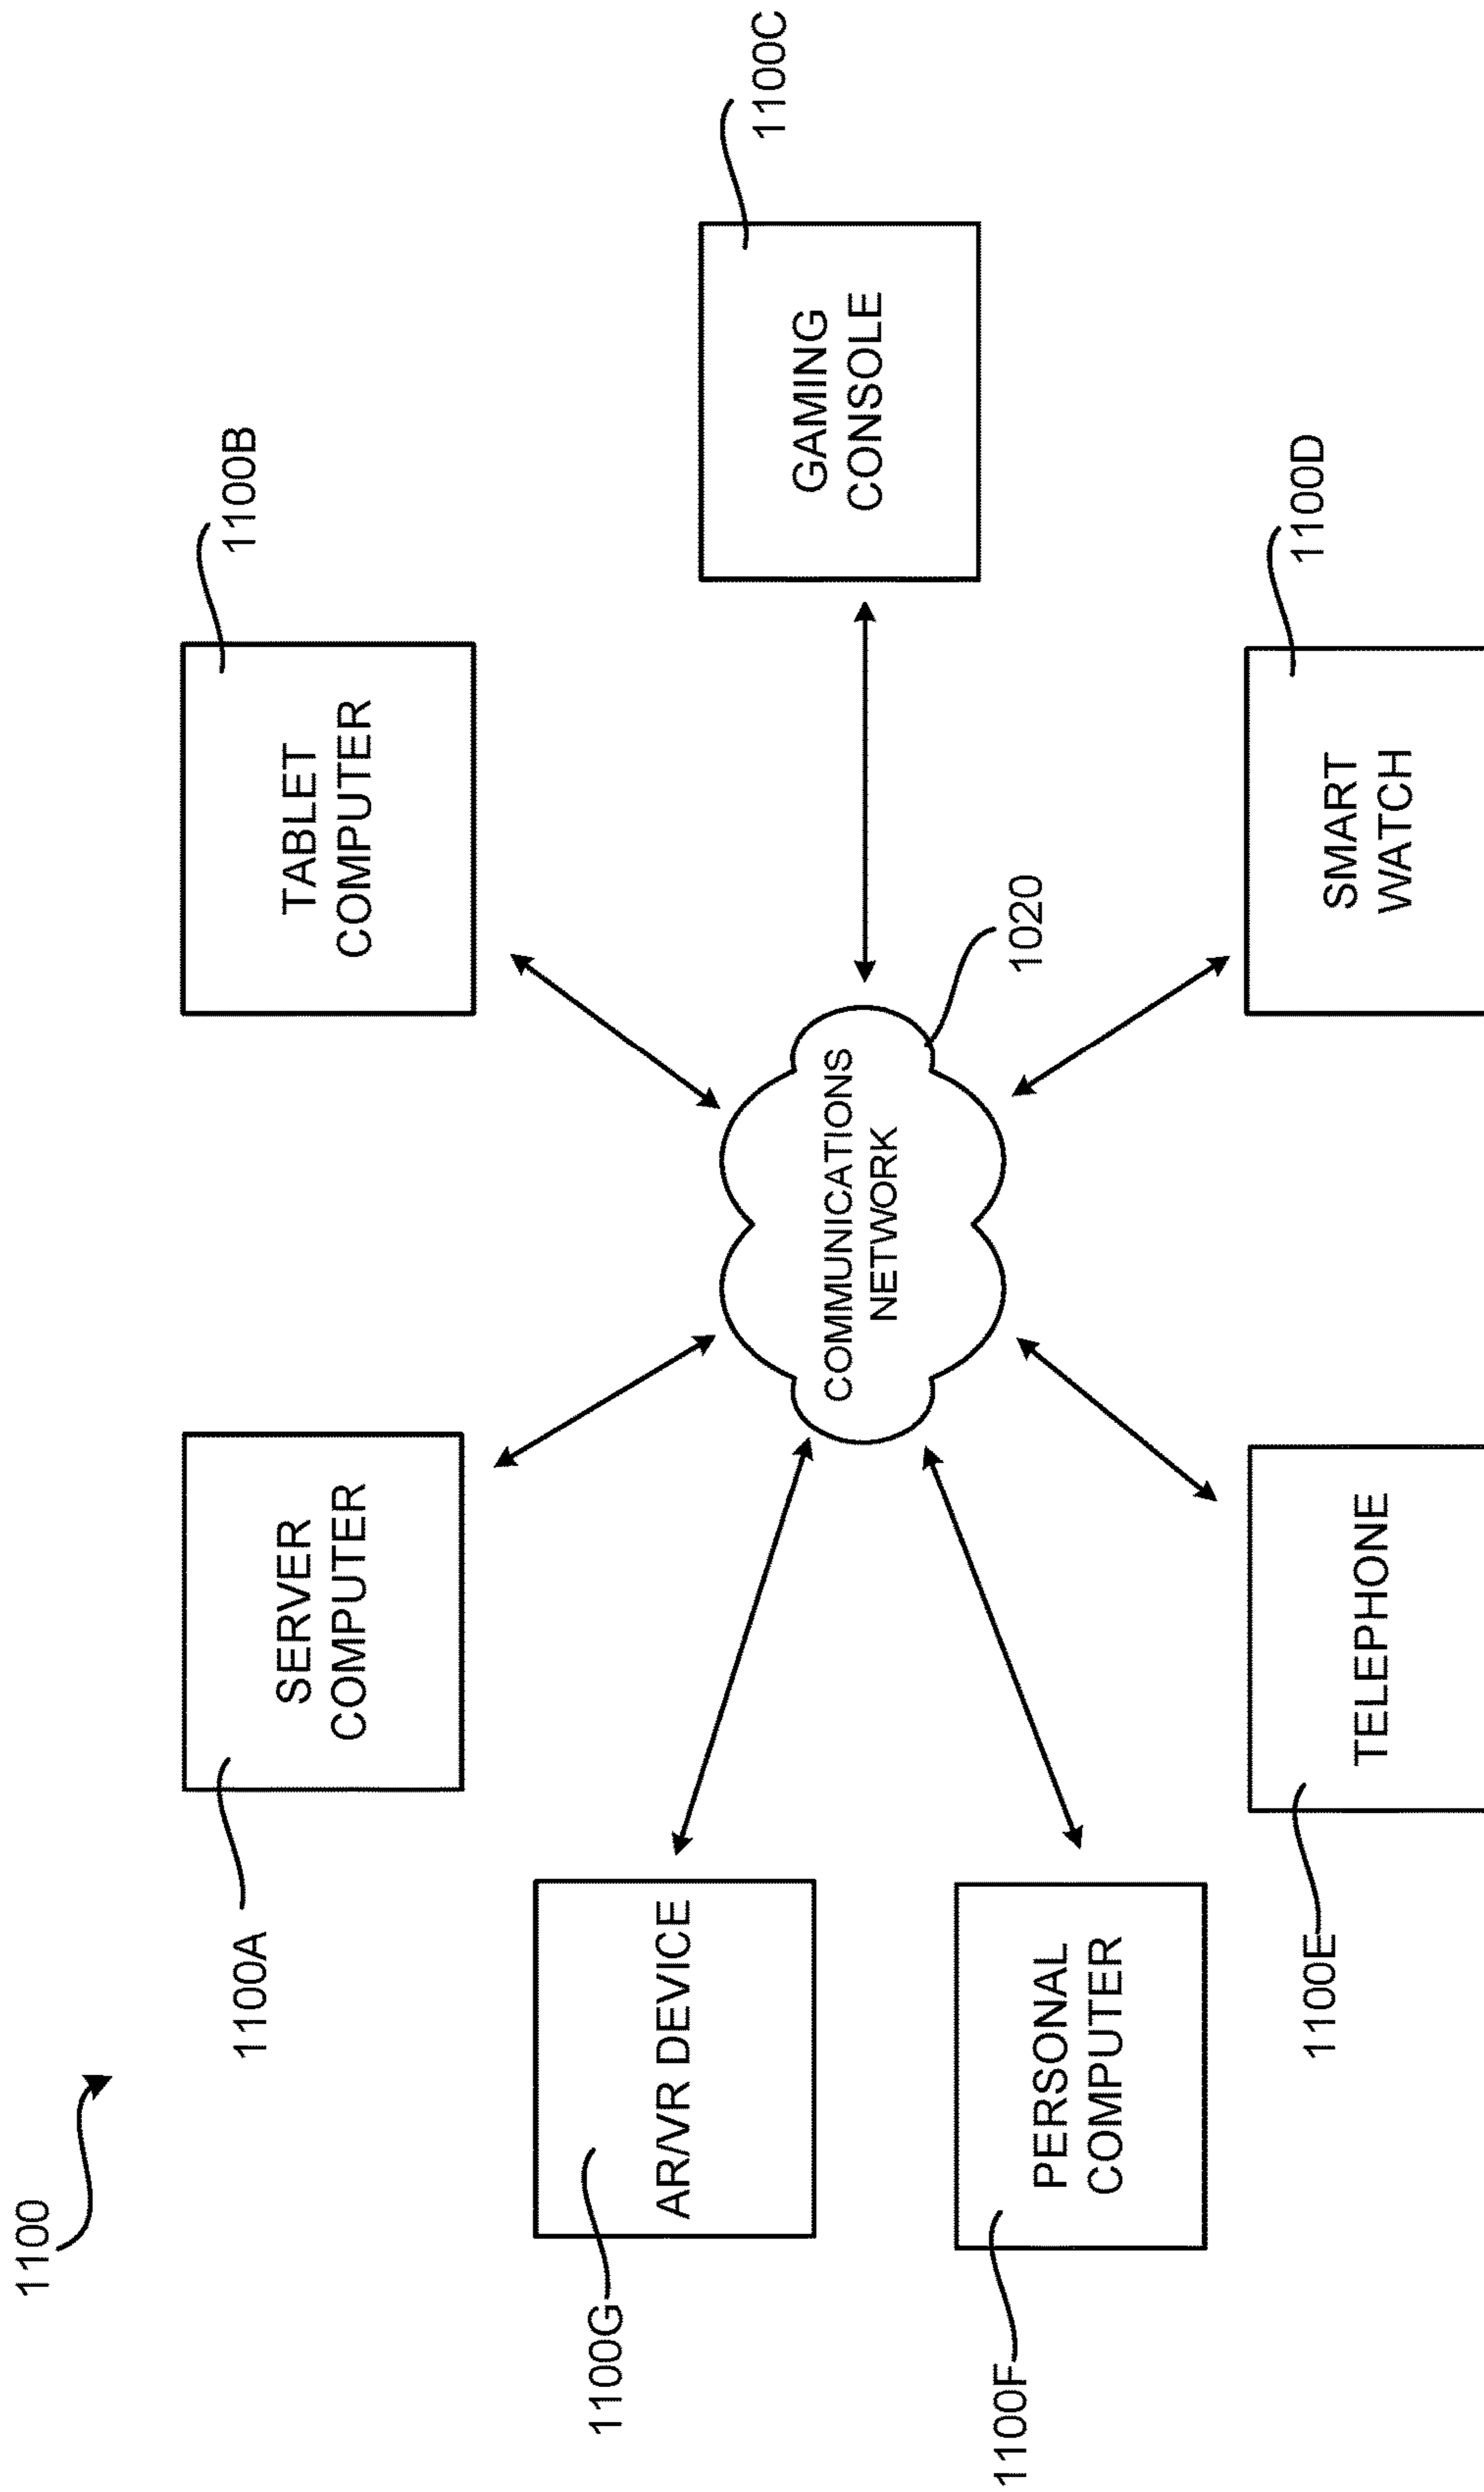 1100
1100A
SERVER
COMPUTER
TABLET
COMPUTER
1100B
1100G
AR/VR DEVICE
COMMUNICATIONS
NETWORK
1020
GAMING
CONSOLE
1100C
1100F
PERSONAL
COMPUTER
1100E
TELEPHONE
SMART
WATCH
1100D